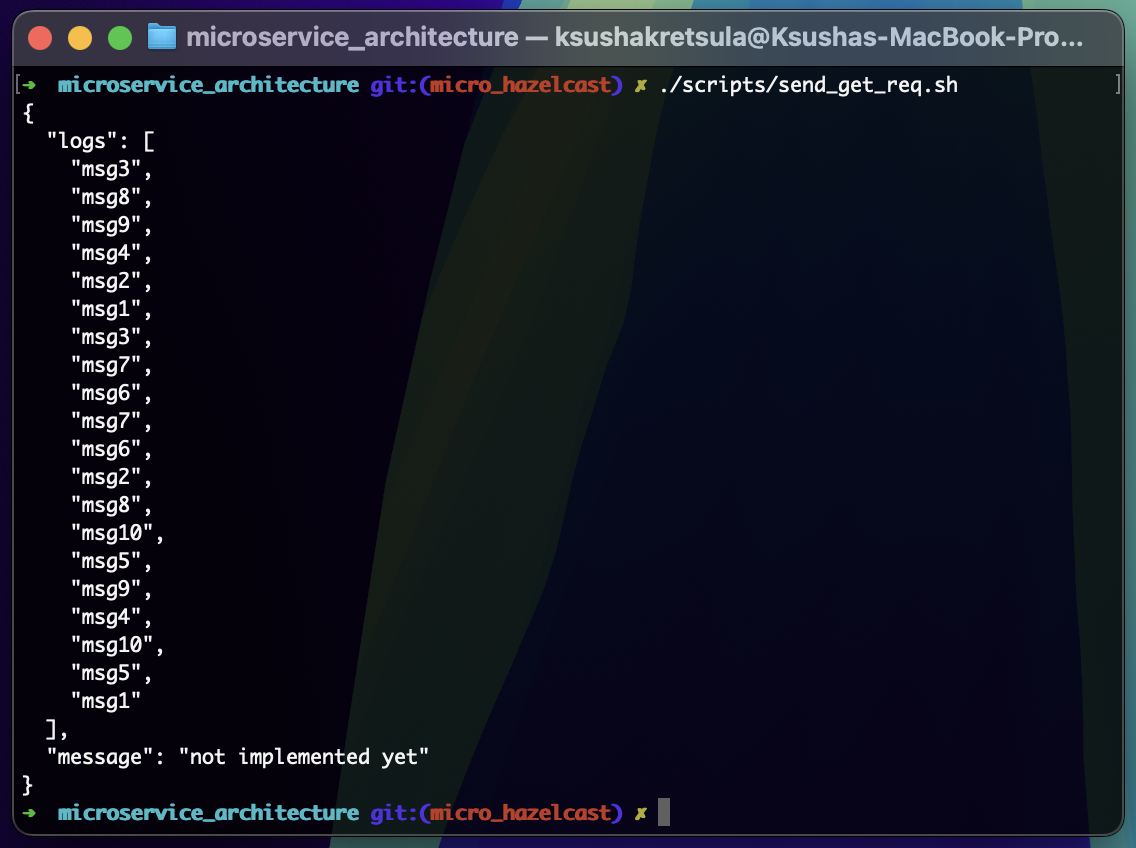 microservice_architecture — ksushakretsula@Ksushas-MacBook-Pro...
[➜  microservice_architecture git:(micro_hazelcast) ✗ ./scripts/send_get_req.sh ]
{
  "logs": [
    "msg3",
    "msg8",
    "msg9",
    "msg4",
    "msg2",
    "msg1",
    "msg3",
    "msg7",
    "msg6",
    "msg7",
    "msg6",
    "msg2",
    "msg8",
    "msg10",
    "msg5",
    "msg9",
    "msg4",
    "msg10",
    "msg5",
    "msg1"
  ],
  "message": "not implemented yet"
}
➜  microservice_architecture git:(micro_hazelcast) ✗